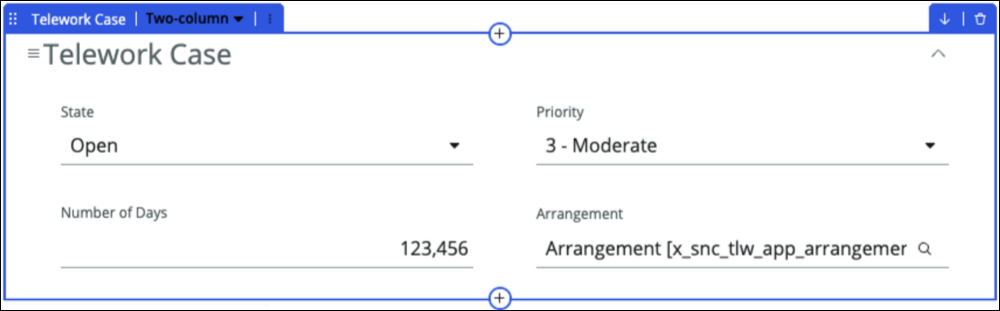 Telework Case Two-column
Telework Case
State Priority
Open 3 - Moderate
Number of Days Arrangement
123,456 Arrangement [x_snc_tlw_app_arrangemer